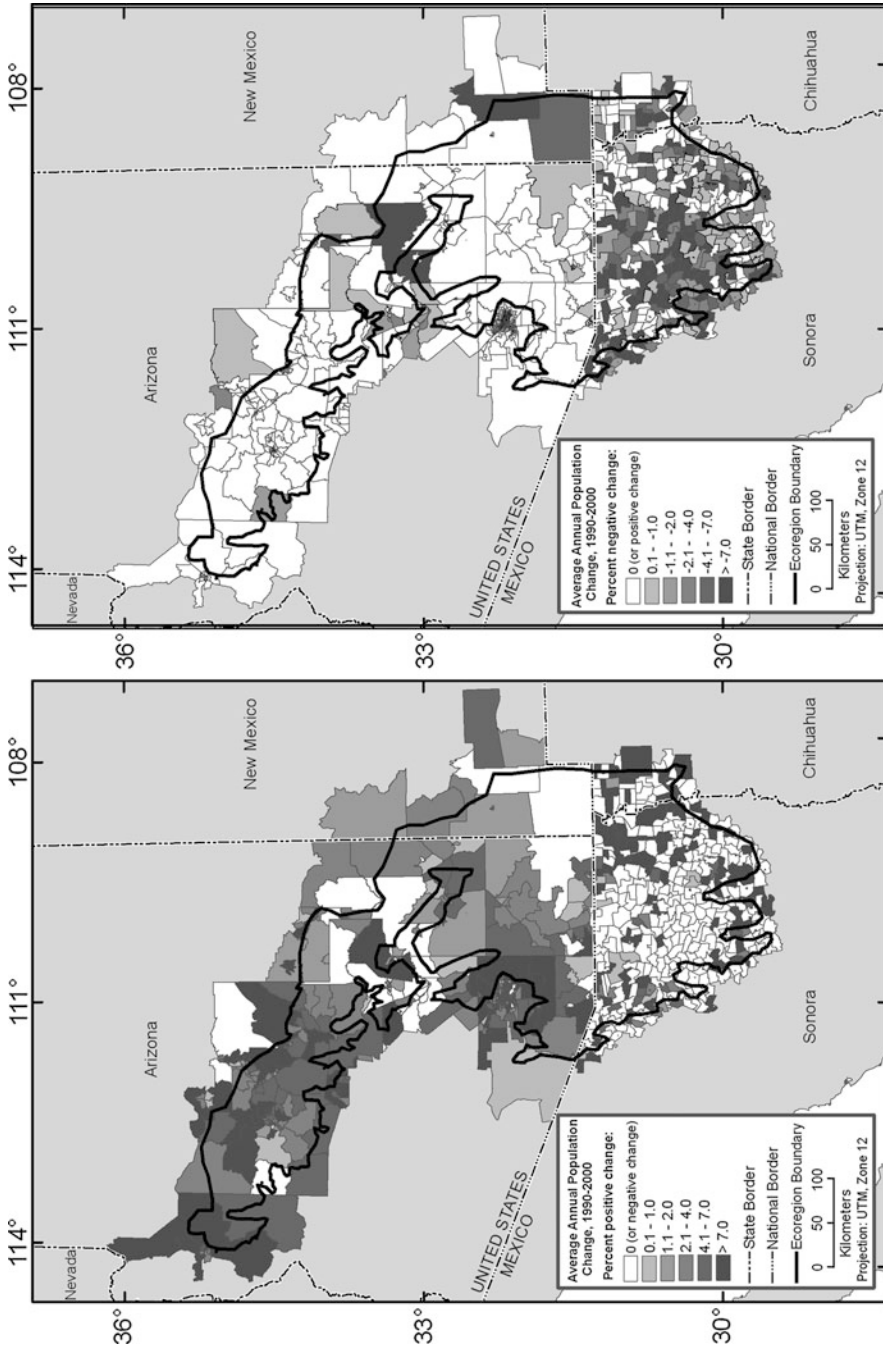 114°
111°
108°
36°
33°
30°
Nevada
Arizona
New Mexico
UNITED STATES
MEXICO
Sonora
Chihuahua
Average Annual Population
Change, 1990-2000
Percent positive change:
0 (or negative change)
0.1 - 1.0
1.1 - 2.0
2.1 - 4.0
4.1 - 7.0
> 7.0
State Border
National Border
Ecoregion Boundary
0 50 100
Kilometers
Projection: UTM, Zone 12
114°
111°
108°
36°
33°
30°
Nevada
Arizona
New Mexico
UNITED STATES
MEXICO
Sonora
Chihuahua
Average Annual Population
Change, 1990-2000
Percent negative change:
0 (or positive change)
0.1 - -1.0
-1.1 - -2.0
-2.1 - -4.0
-4.1 - -7.0
> -7.0
State Border
National Border
Ecoregion Boundary
0 50 100
Kilometers
Projection: UTM, Zone 12